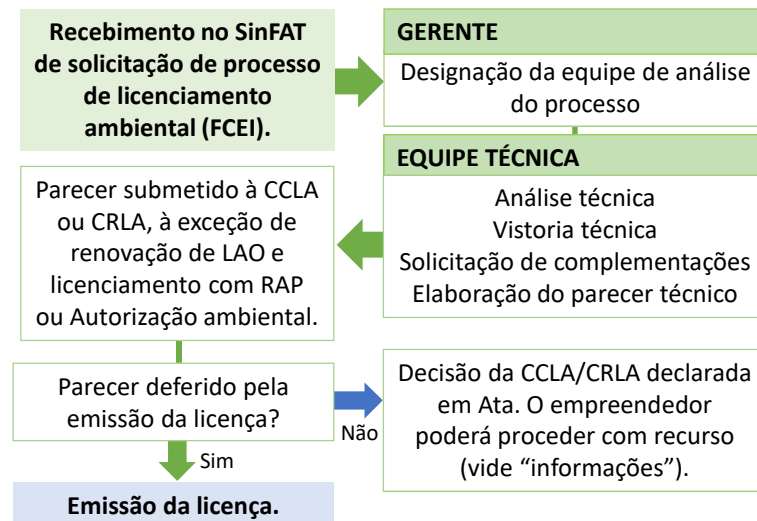 Recebimento no SinFAT
de solicitação de processo
de licenciamento
ambiental (FCEI).
GERENTE
Designação da equipe de análise
do processo
EQUIPE TÉCNICA
Análise técnica
Vistoria técnica
Solicitação de complementações
Elaboração do parecer técnico
Parecer submetido à CCLA
ou CRLA, à exceção de
renovação de LAO e
licenciamento com RAP
ou Autorização ambiental.
Parecer deferido pela
emissão da licença?
Não
Decisão da CCLA/CRLA declarada
em Ata. O empreendedor
poderá proceder com recurso
(vide “informações”).
Sim
Emissão da licença.